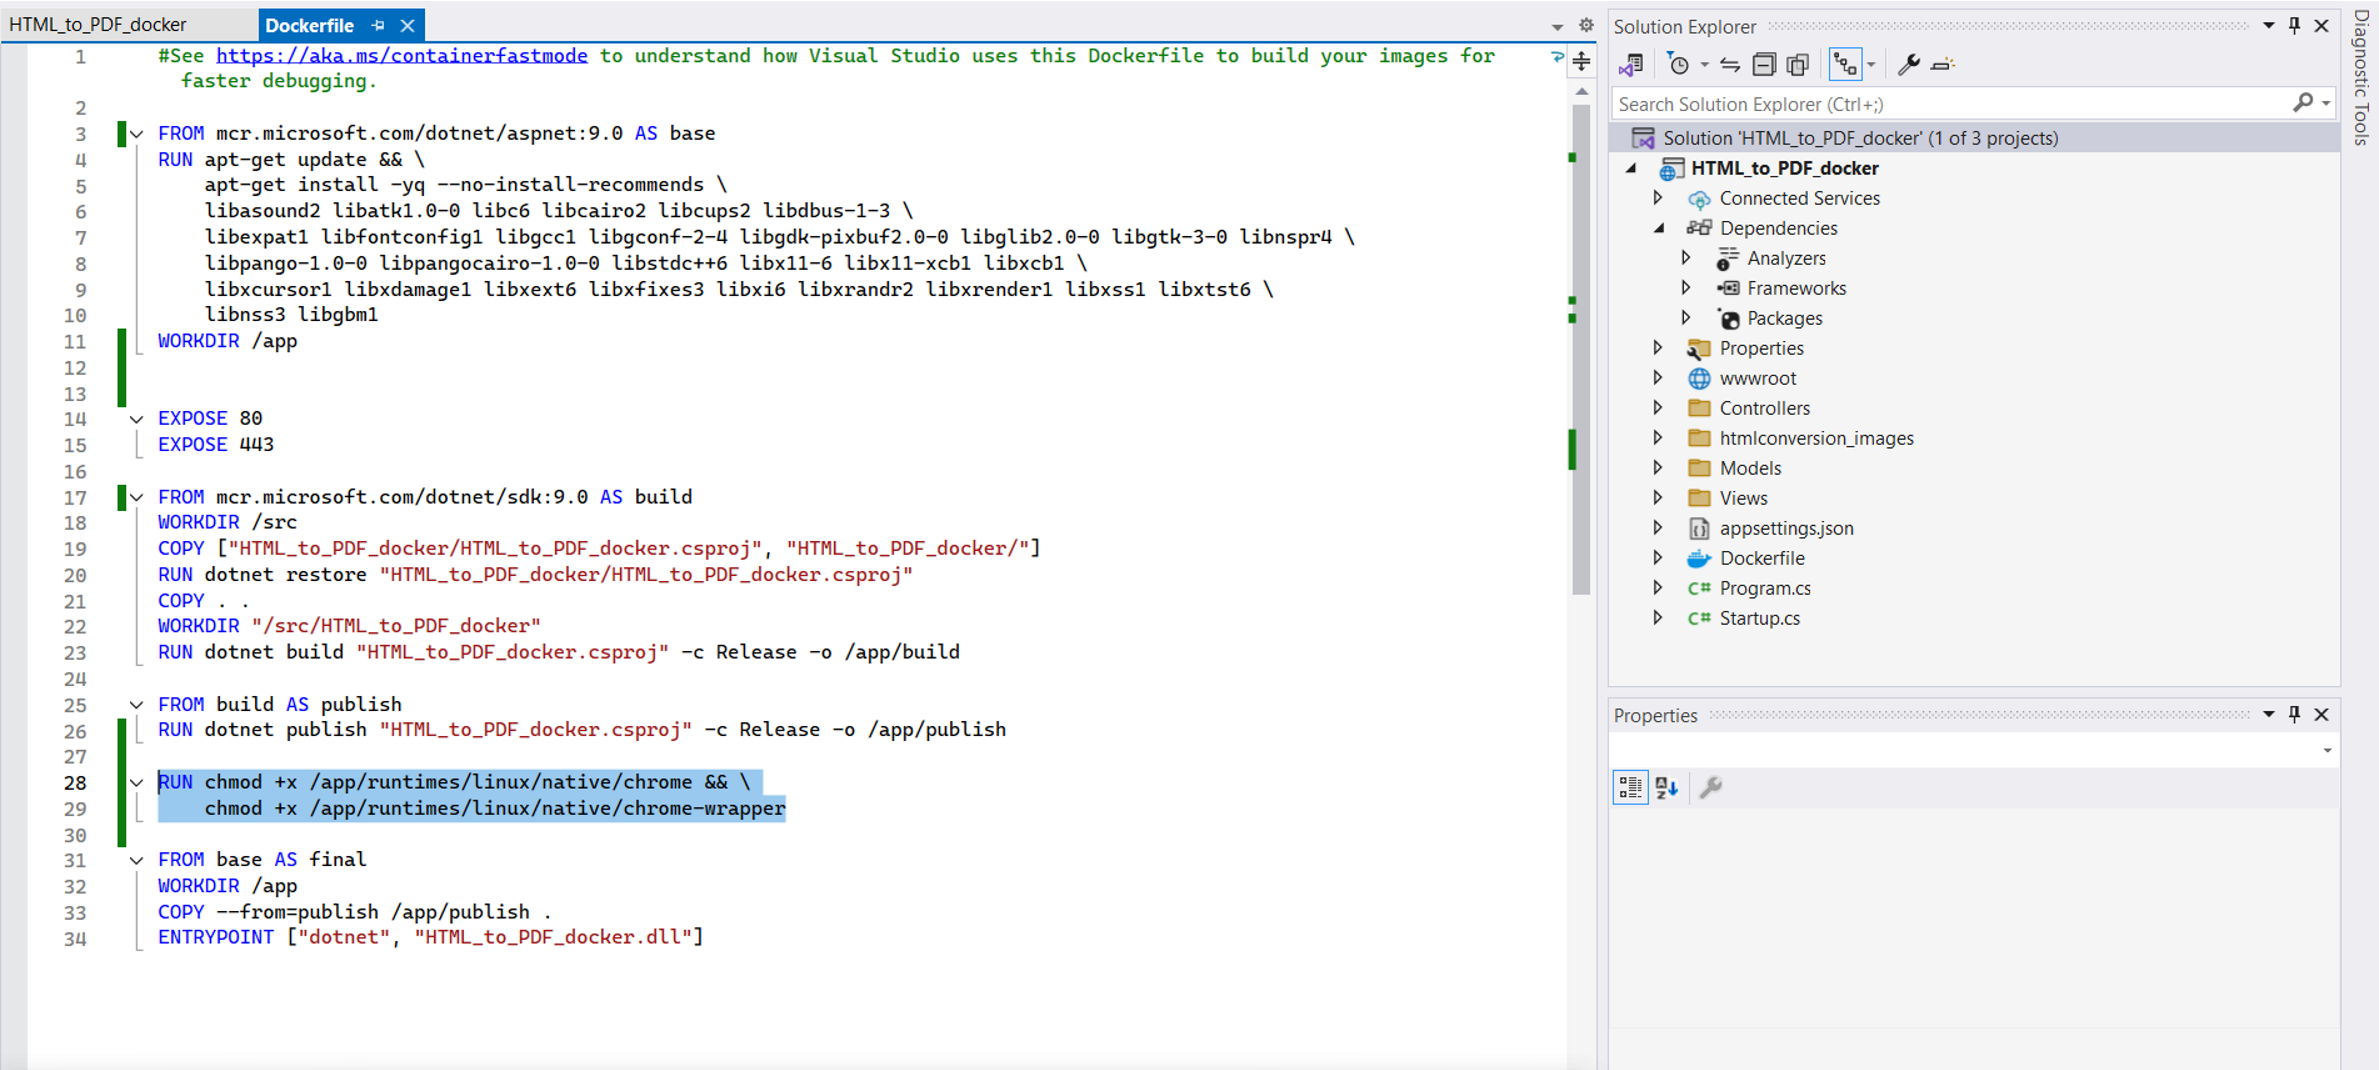 HTML_to_PDF_docker
Dockerfile
1 #See https://aka.ms/containerfastmode to understand how Visual Studio uses this Dockerfile to build your images for
faster debugging.
2
3 FROM mcr.microsoft.com/dotnet/aspnet:9.0 AS base
4 RUN apt-get update && \
5 apt-get install -yq --no-install-recommends \
6 libasound2 libatk1.0-0 libc6 libcairo2 libcups2 libdbus-1-3 \
7 libexpat1 libfontconfig1 libgcc1 libgconf-2-4 libgdk-pixbuf2.0-0 libglib2.0-0 libgtk-3-0 libnspr4 \
8 libpango-1.0-0 libpangocairo-1.0-0 libstdc++6 libx11-6 libx11-xcb1 libxcb1 \
9 libxcursor1 libxdamage1 libxext6 libxfixes3 libxi6 libxrandr2 libxrender1 libxss1 libxtst6 \
10 libnss3 libgbm1
11 WORKDIR /app
12
13
14 EXPOSE 80
15 EXPOSE 443
16
17 FROM mcr.microsoft.com/dotnet/sdk:9.0 AS build
18 WORKDIR /src
19 COPY ["HTML_to_PDF_docker/HTML_to_PDF_docker.csproj", "HTML_to_PDF_docker/"]
20 RUN dotnet restore "HTML_to_PDF_docker/HTML_to_PDF_docker.csproj"
21 COPY . .
22 WORKDIR "/src/HTML_to_PDF_docker"
23 RUN dotnet build "HTML_to_PDF_docker.csproj" -c Release -o /app/build
24
25 FROM build AS publish
26 RUN dotnet publish "HTML_to_PDF_docker.csproj" -c Release -o /app/publish
27
28 RUN chmod +x /app/runtimes/linux/native/chrome && \
29 chmod +x /app/runtimes/linux/native/chrome-wrapper
30
31 FROM base AS final
32 WORKDIR /app
33 COPY --from=publish /app/publish .
34 ENTRYPOINT ["dotnet", "HTML_to_PDF_docker.dll"]
Solution Explorer
Search Solution Explorer (Ctrl+;)
Solution 'HTML_to_PDF_docker' (1 of 3 projects)
HTML_to_PDF_docker
Connected Services
Dependencies
Analyzers
Frameworks
Packages
Properties
wwwroot
Controllers
htmlconversion_images
Models
Views
appsettings.json
Dockerfile
C# Program.cs
C# Startup.cs
Properties
Diagnostic Tools